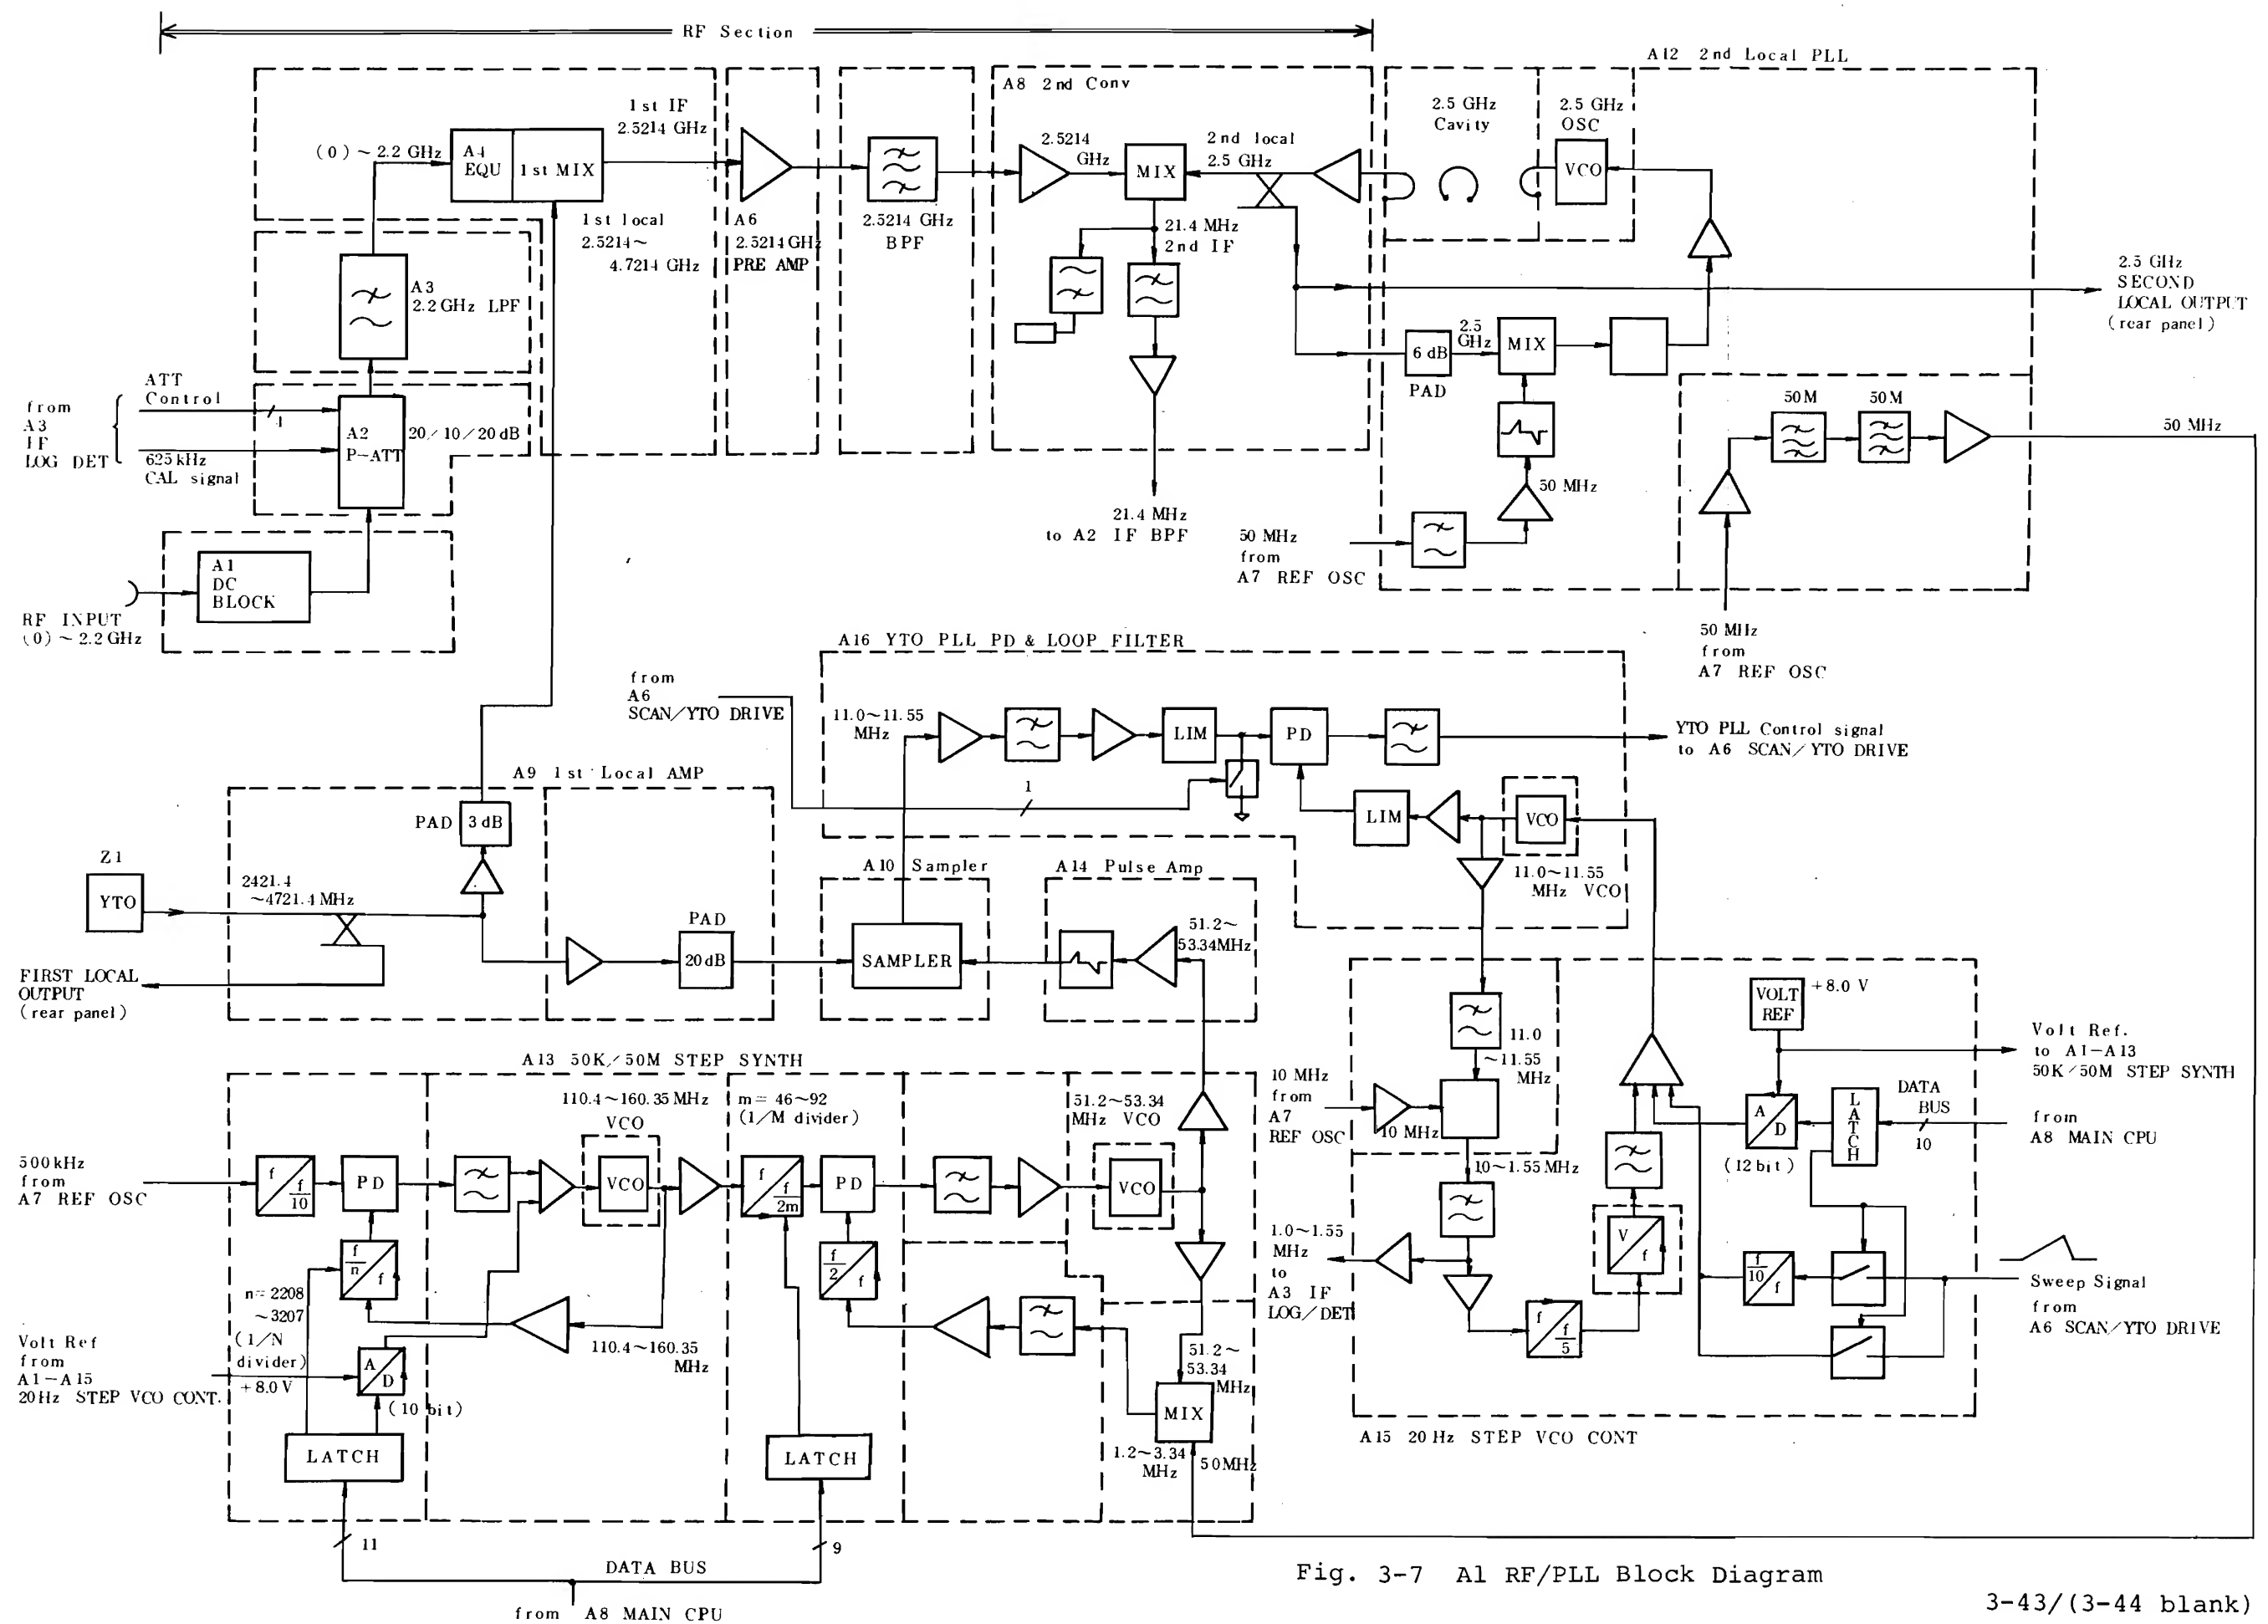 RF Section
A12 2nd Local PLL
A8 2nd Conv
2.5 GHz
Cavity
2.5 GHz
OSC
VCO
1st IF
2.5214 GHz
(0)～2.2 GHz
A4
EQU
1st MIX
1st local
2.5214～
4.7214 GHz
A6
2.5214 GHz
PRE AMP
2.5214 GHz
BPF
2.5214
GHz
MIX
2nd local
2.5 GHz
21.4 MHz
2nd IF
A3
2.2 GHz LPF
2.5 GHz
SECOND
LOCAL OUTPUT
(rear panel)
6 dB
PAD
2.5
GHz
MIX
ATT
Control
4
from
A3
IF
LOG DET
625 kHz
CAL signal
A2
P-ATT
20/10/20 dB
50 M
50 M
50 MHz
50 MHz
21.4 MHz
to A2 IF BPF
50 MHz
from
A7 REF OSC
A1
DC
BLOCK
RF INPUT
(0)～2.2 GHz
50 MHz
from
A7 REF OSC
A16 YTO PLL PD & LOOP FILTER
from
A6
SCAN/YTO DRIVE
11.0～11.55
MHz
LIM
PD
YTO PLL Control signal
to A6 SCAN/YTO DRIVE
1
LIM
VCO
11.0～11.55
MHz VCO
A9 1st Local AMP
PAD
3 dB
Z1
YTO
2421.4
～4721.4 MHz
PAD
20 dB
FIRST LOCAL
OUTPUT
(rear panel)
A10 Sampler
SAMPLER
A14 Pulse Amp
51.2～
53.34 MHz
VOLT
REF
+8.0 V
Volt Ref.
to A1-A13
50K/50M STEP SYNTH
11.0
～11.55
MHz
10 MHz
from
A7
REF OSC
10 MHz
A
D
(12 bit)
LATCH
DATA
BUS
10
from
A8 MAIN CPU
1.0～1.55 MHz
1.0～1.55
MHz
to
A3 IF
LOG/DET
f
f
5
V
f
f
10
f
Sweep Signal
from
A6 SCAN/YTO DRIVE
A15 20 Hz STEP VCO CONT
A13 50K/50M STEP SYNTH
110.4～160.35 MHz
VCO
m=46～92
(1/M divider)
51.2～53.34
MHz VCO
500 kHz
from
A7 REF OSC
f
f
10
PD
VCO
f
f
2m
PD
VCO
f
n
f
f
2
f
n=2208
～3207
(1/N
divider)
110.4～160.35
MHz
Volt Ref
from
A1-A15
20 Hz STEP VCO CONT.
+8.0 V
A
D
(10 bit)
51.2～
53.34
MHz
MIX
1.2～3.34
MHz
50 MHz
LATCH
LATCH
11
9
DATA BUS
from A8 MAIN CPU
Fig. 3-7 A1 RF/PLL Block Diagram
3-43/(3-44 blank)